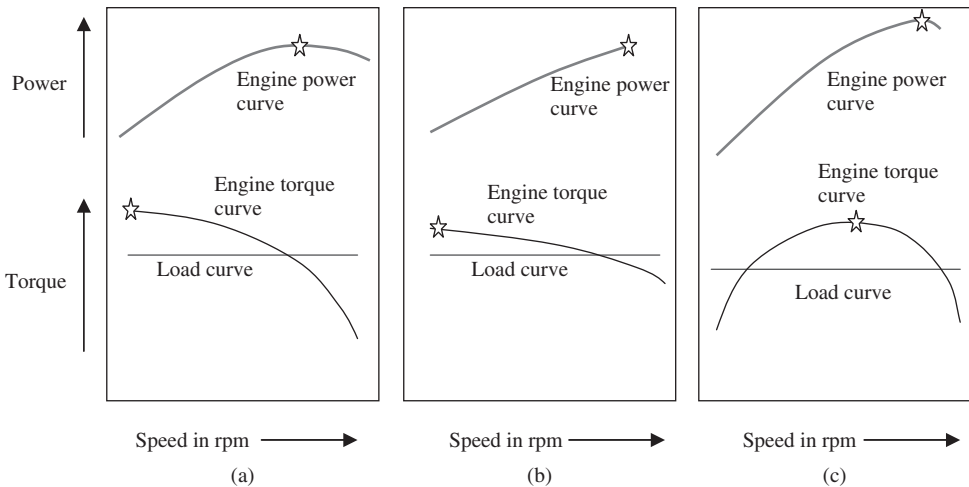 Power
Torque
Engine power
curve
Engine torque
curve
Load curve
Speed in rpm
(a)
Engine power
curve
Engine torque
curve
Load curve
Speed in rpm
(b)
Engine power
curve
Engine torque
curve
Load curve
Speed in rpm
(c)